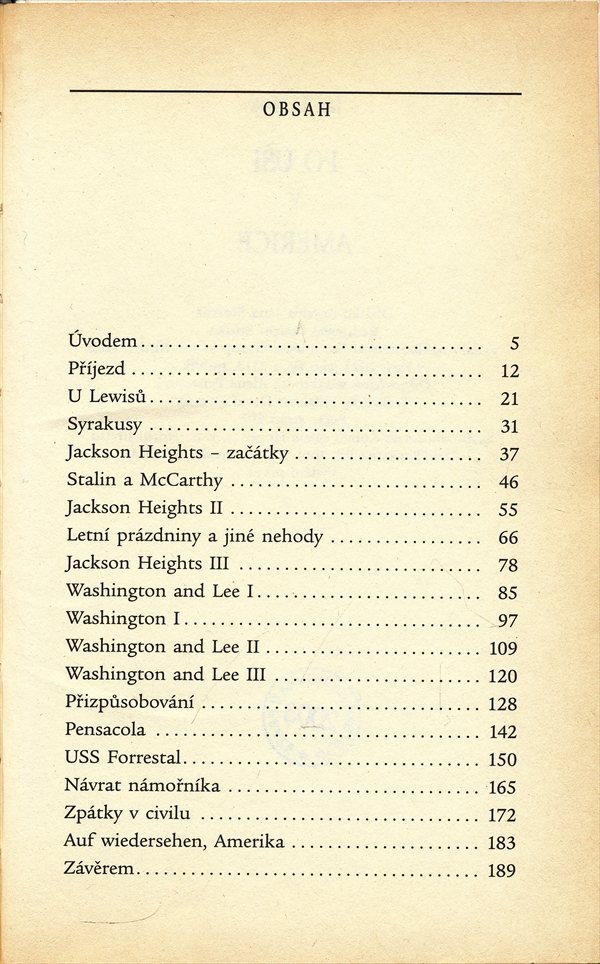 OBSAH
Úvodem . . . . . . . . . . . . . . . . . . . . . . . . . . . . . . . . . . . . . . 5
Příjezd . . . . . . . . . . . . . . . . . . . . . . . . . . . . . . . . . . . . . . 12
U Lewisů . . . . . . . . . . . . . . . . . . . . . . . . . . . . . . . . . . . . 21
Syrakusy . . . . . . . . . . . . . . . . . . . . . . . . . . . . . . . . . . . . 31
Jackson Heights – začátky . . . . . . . . . . . . . . . . . . . . 37
Stalin a McCarthy . . . . . . . . . . . . . . . . . . . . . . . . . . . 46
Jackson Heights II . . . . . . . . . . . . . . . . . . . . . . . . . . . 55
Letní prázdniny a jiné nehody . . . . . . . . . . . . . . . . 66
Jackson Heights III . . . . . . . . . . . . . . . . . . . . . . . . . . 78
Washington and Lee I . . . . . . . . . . . . . . . . . . . . . . . . 85
Washington I . . . . . . . . . . . . . . . . . . . . . . . . . . . . . . . . 97
Washington and Lee II . . . . . . . . . . . . . . . . . . . . . . . 109
Washington and Lee III . . . . . . . . . . . . . . . . . . . . . . 120
Přizpůsobování . . . . . . . . . . . . . . . . . . . . . . . . . . . . . . 128
Pensacola . . . . . . . . . . . . . . . . . . . . . . . . . . . . . . . . . . . 142
USS Forrestal . . . . . . . . . . . . . . . . . . . . . . . . . . . . . . . . 150
Návrat námořníka . . . . . . . . . . . . . . . . . . . . . . . . . . . 165
Zpátky v civilu . . . . . . . . . . . . . . . . . . . . . . . . . . . . . . 172
Auf wiedersehen, Amerika . . . . . . . . . . . . . . . . . . . . 183
Závěrem . . . . . . . . . . . . . . . . . . . . . . . . . . . . . . . . . . . . . 189